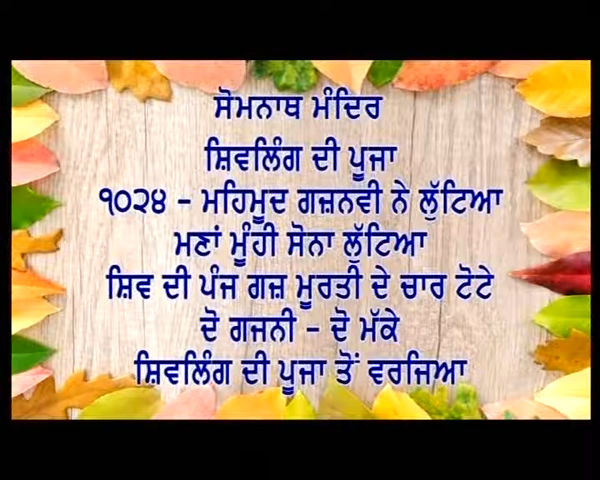 ਸੋਮਨਾਥ ਮੰਦਿਰ
ਸ਼ਿਵਲਿੰਗ ਦੀ ਪੂਜਾ
੧੦੨੪ - ਮਹਿਮੂਦ ਗਜ਼ਨਵੀ ਨੇ ਲੁੱਟਿਆ
ਮਣਾਂ ਮੂੰਹੀ ਸੋਨਾ ਲੁੱਟਿਆ
ਸ਼ਿਵ ਦੀ ਪੰਜ ਗਜ਼ ਮੂਰਤੀ ਦੇ ਚਾਰ ਟੋਟੇ
ਦੋ ਗਜਨੀ - ਦੋ ਮੱਕੇ
ਸ਼ਿਵਲਿੰਗ ਦੀ ਪੂਜਾ ਤੋਂ ਵਰਜਿਆ